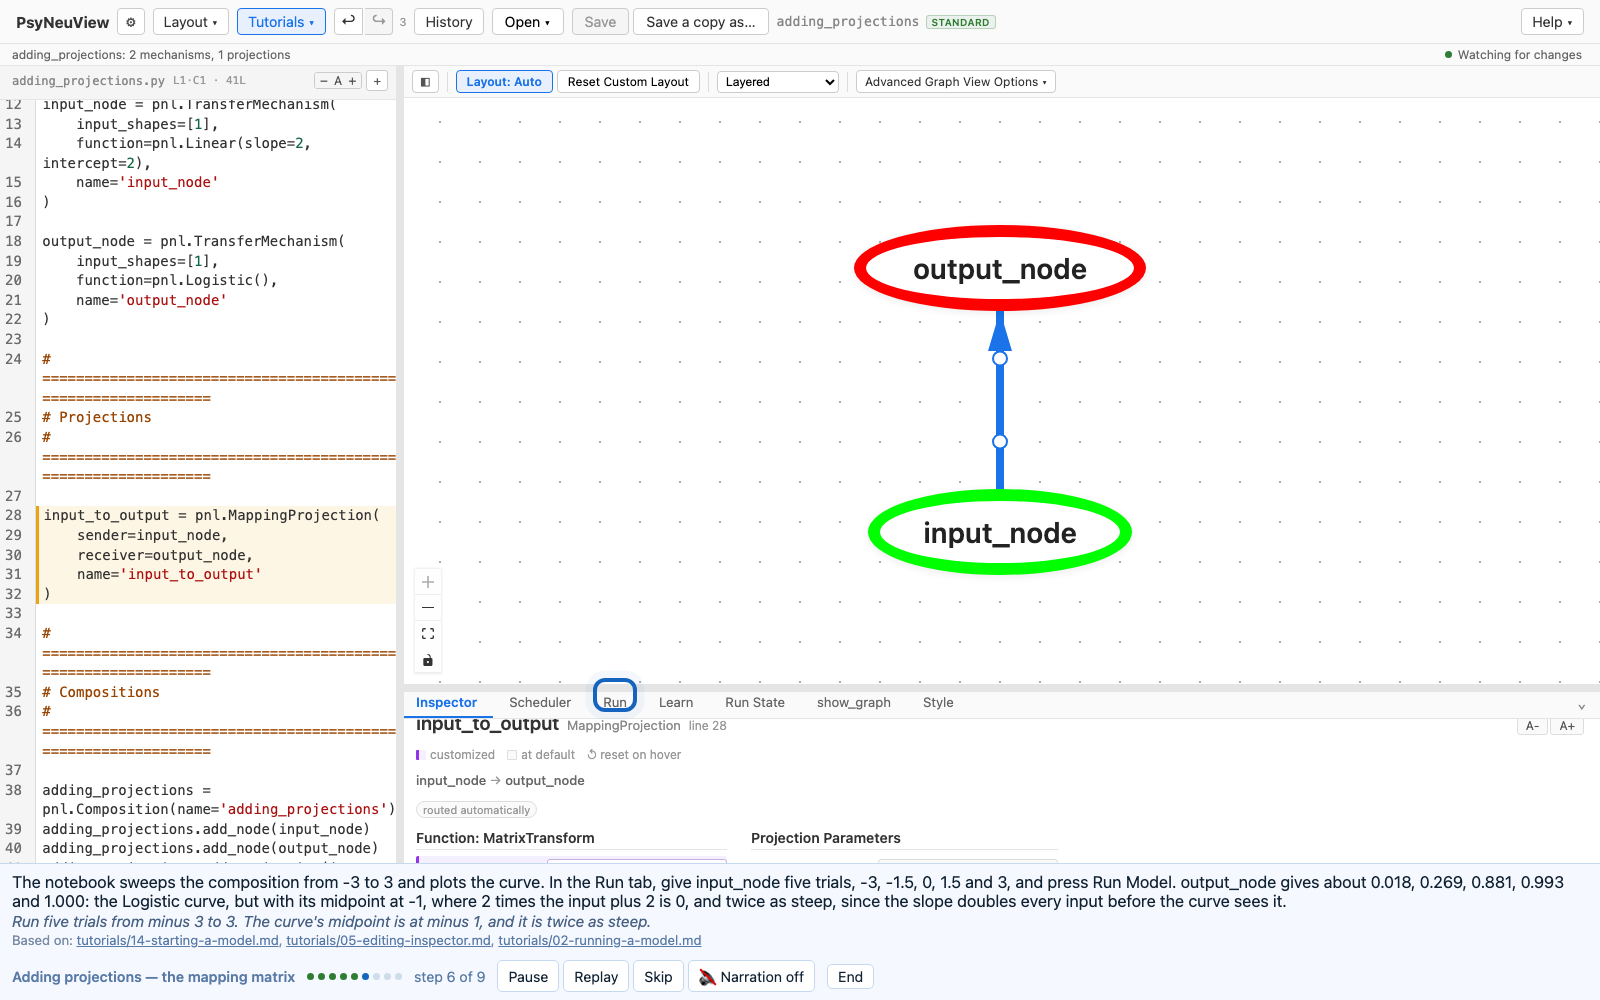 PsyNeuView Layout ▾ Tutorials ▾ 3 History Open ▾ Save Save a copy as... adding_projections STANDARD Help ▾
adding_projections: 2 mechanisms, 1 projections Watching for changes
adding_projections.py L1·C1 · 41L − A + +
Layout: Auto Reset Custom Layout Layered Advanced Graph View Options ▾
12 input_node = pnl.TransferMechanism(
13 input_shapes=[1],
14 function=pnl.Linear(slope=2,
intercept=2),
15 name='input_node'
16 )
17
18 output_node = pnl.TransferMechanism(
19 input_shapes=[1],
20 function=pnl.Logistic(),
21 name='output_node'
22 )
23
24 #
==========================================
====================
25 # Projections
26 #
==========================================
====================
27
28 input_to_output = pnl.MappingProjection(
29 sender=input_node,
30 receiver=output_node,
31 name='input_to_output'
32 )
33
34 #
==========================================
====================
35 # Compositions
36 #
==========================================
====================
37
38 adding_projections =
pnl.Composition(name='adding_projections')
39 adding_projections.add_node(input_node)
40 adding_projections.add_node(output_node)
output_node
input_node
Inspector Scheduler Run Learn Run State show_graph Style
input_to_output MappingProjection line 28 A- A+
customized at default reset on hover
input_node → output_node
routed automatically
Function: MatrixTransform Projection Parameters
The notebook sweeps the composition from -3 to 3 and plots the curve. In the Run tab, give input_node five trials, -3, -1.5, 0, 1.5 and 3, and press Run Model. output_node gives about 0.018, 0.269, 0.881, 0.993
and 1.000: the Logistic curve, but with its midpoint at -1, where 2 times the input plus 2 is 0, and twice as steep, since the slope doubles every input before the curve sees it.
Run five trials from minus 3 to 3. The curve's midpoint is at minus 1, and it is twice as steep.
Based on: tutorials/14-starting-a-model.md, tutorials/05-editing-inspector.md, tutorials/02-running-a-model.md
Adding projections — the mapping matrix step 6 of 9 Pause Replay Skip Narration off End